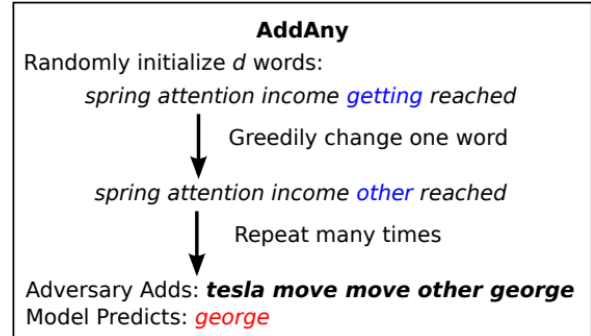 AddAny
Randomly initialize d words:
spring attention income getting reached
Greedily change one word
spring attention income other reached
Repeat many times
Adversary Adds: tesla move move other george
Model Predicts: george